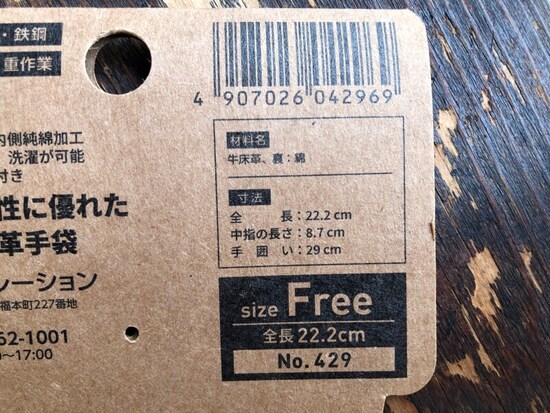 ・鉄鋼
重作業
4 907026 042969
内側純綿加工
洗濯が可能
付き
性に優れた
革手袋
レーション
福本町227番地
62-1001
～17:00
材料名
牛床革、裏：綿
寸法
全　　長：22.2 cm
中指の長さ：8.7 cm
手 囲 い：29 cm
size Free
全長 22.2cm
No. 429